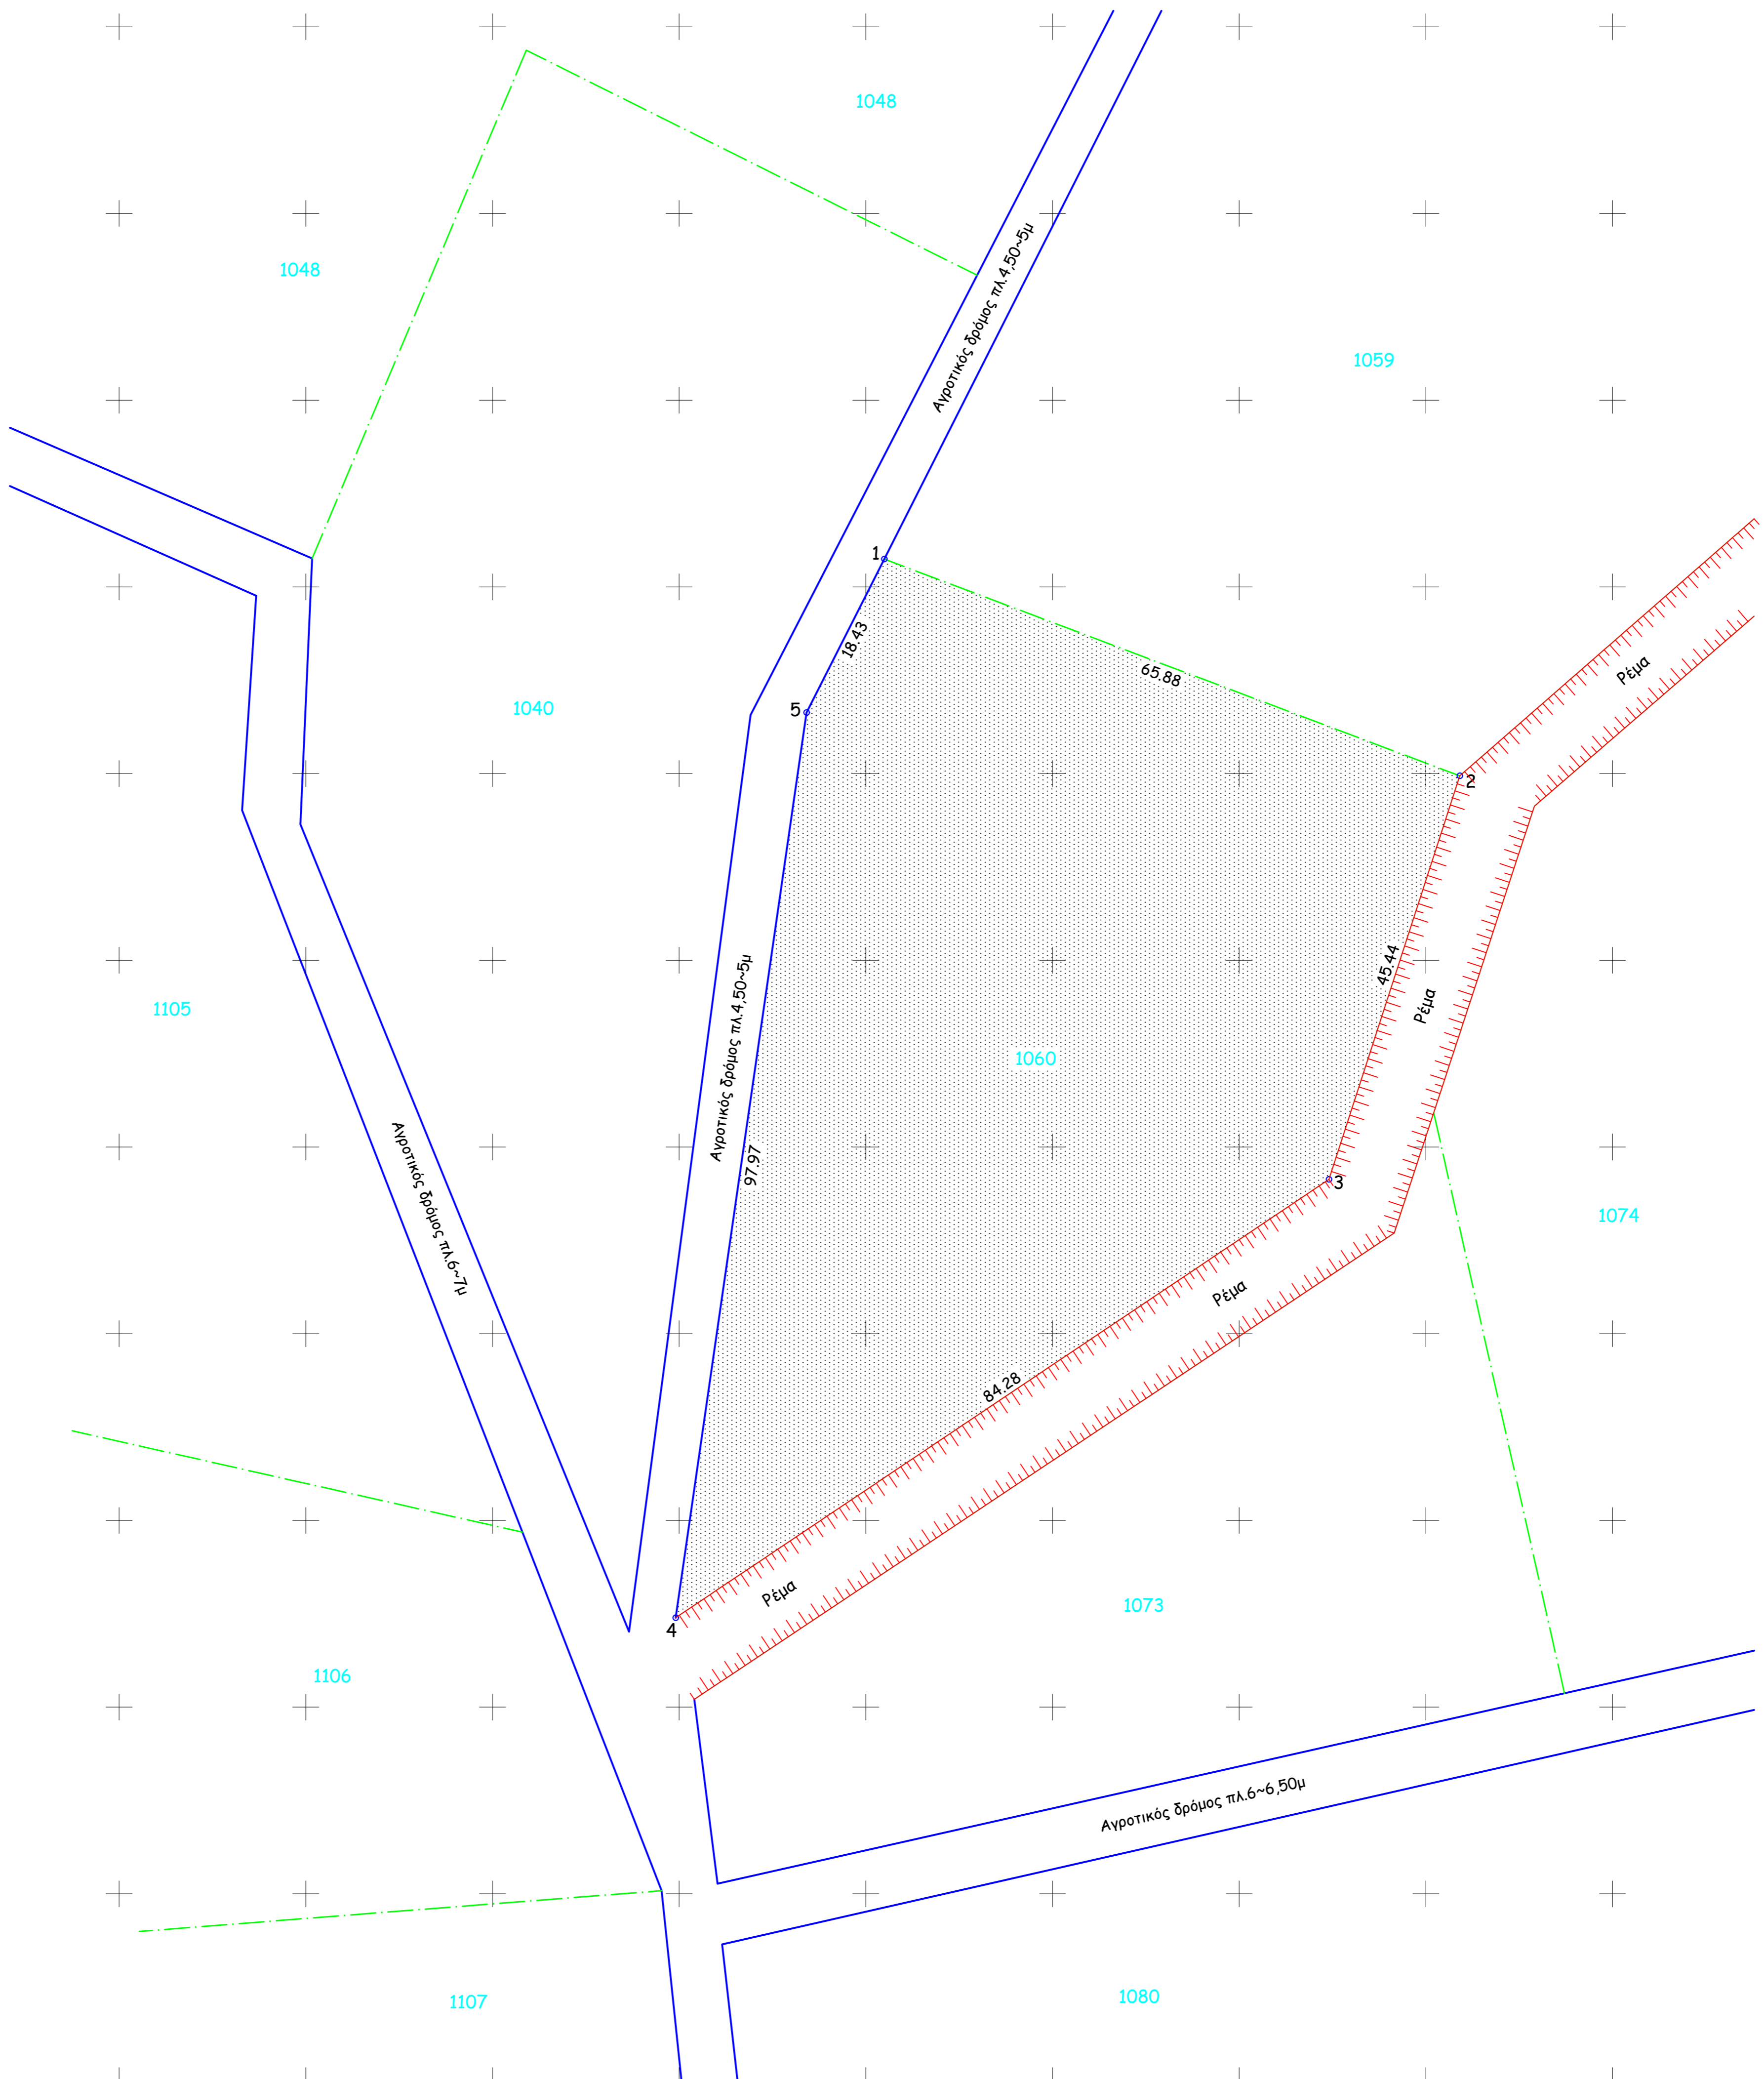 1048
1048
Αγροτικός δρόμος πλ.4,50~5μ
1059
1
18.43
65.88
Ρέμα
1040
5
2
45.44
Ρέμα
1105
Αγροτικός δρόμος πλ.4,50~5μ
1060
97.97
3
1074
Αγροτικός δρόμος πλ.6~7μ
Ρέμα
84.28
Ρέμα
4
1073
1106
Αγροτικός δρόμος πλ.6~6,50μ
1107
1080